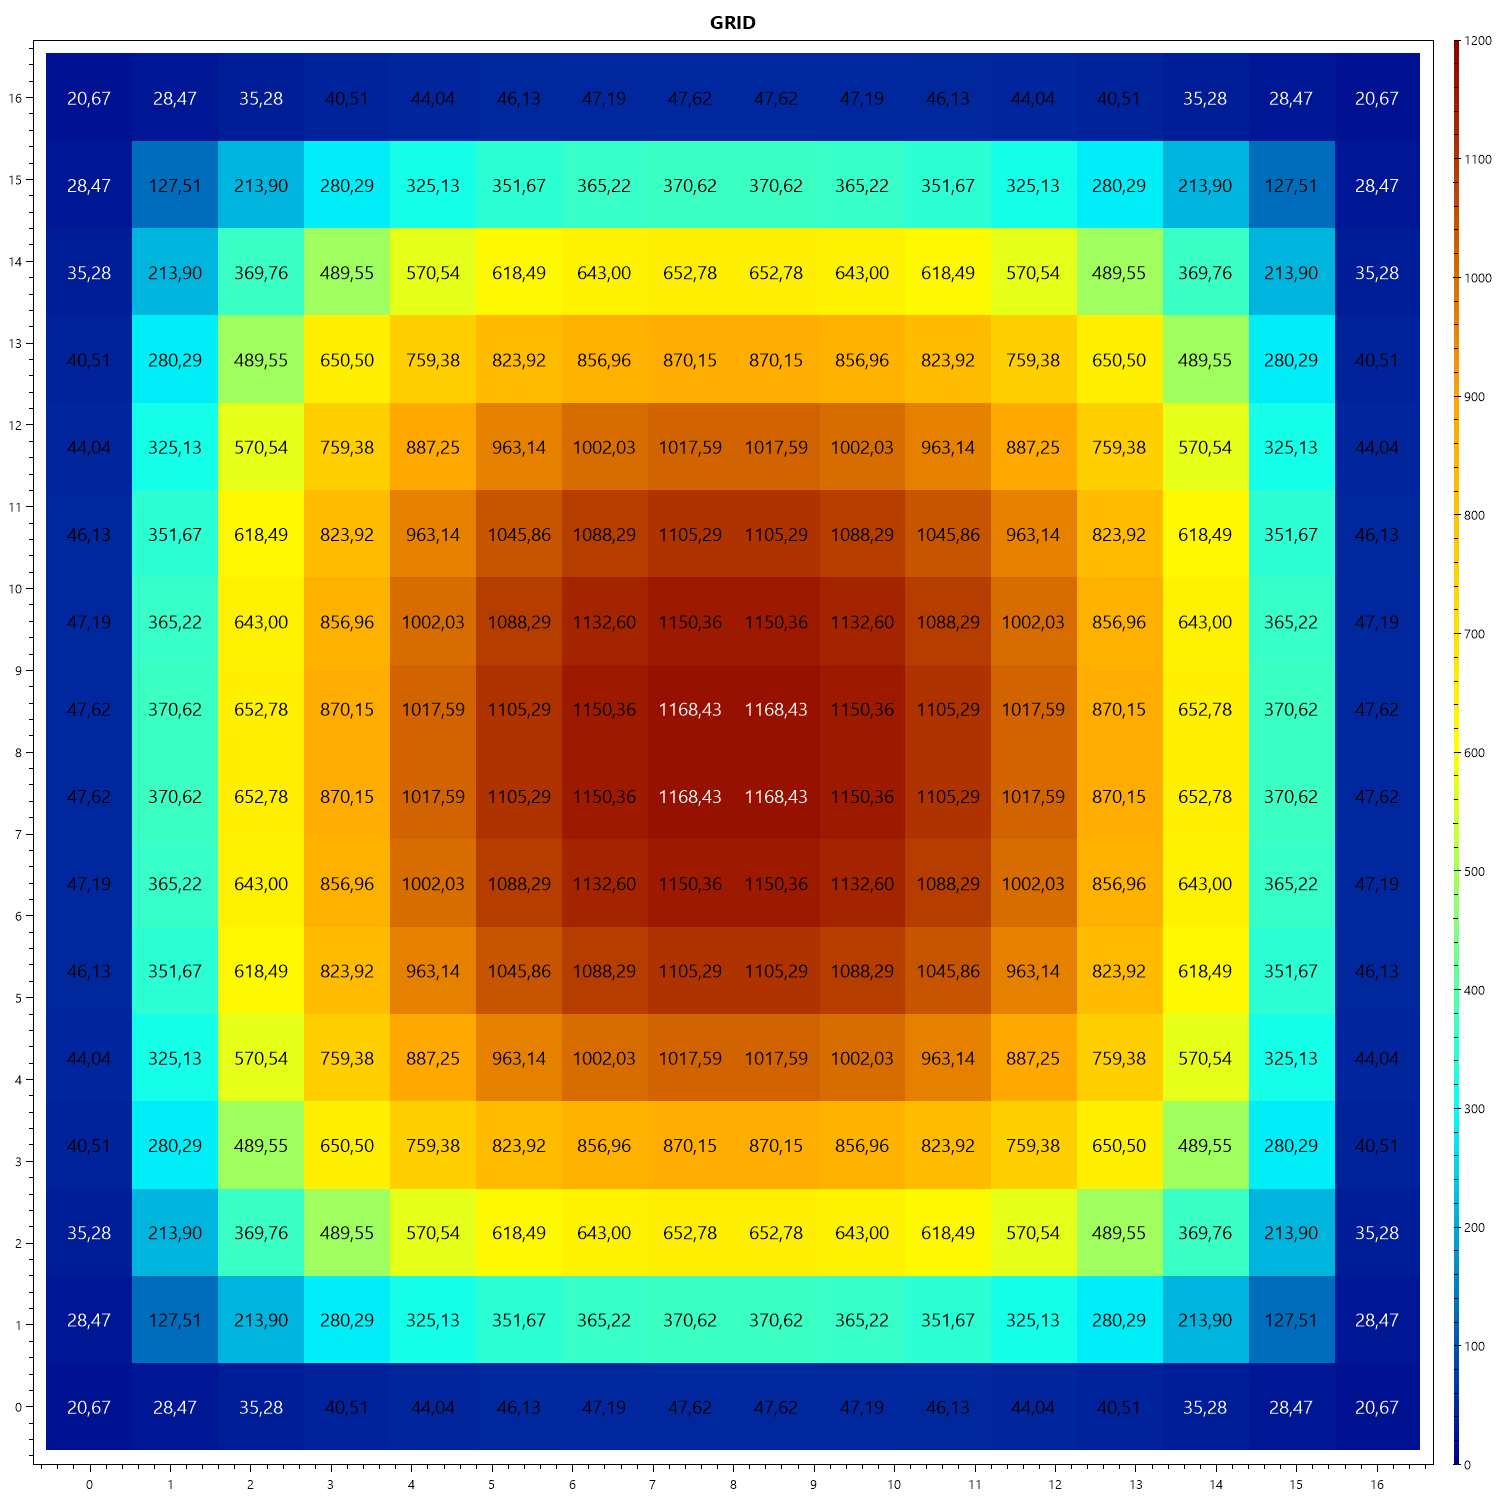 GRID
16
15
14
13
12
11
10
9
8
7
6
5
4
3
2
1
0
20,67 28,47 35,28 40,51 44,04 46,13 47,19 47,62 47,62 47,19 46,13 44,04 40,51 35,28 28,47 20,67
28,47 127,51 213,90 280,29 325,13 351,67 365,22 370,62 370,62 365,22 351,67 325,13 280,29 213,90 127,51 28,47
35,28 213,90 369,76 489,55 570,54 618,49 643,00 652,78 652,78 643,00 618,49 570,54 489,55 369,76 213,90 35,28
40,51 280,29 489,55 650,50 759,38 823,92 856,96 870,15 870,15 856,96 823,92 759,38 650,50 489,55 280,29 40,51
44,04 325,13 570,54 759,38 887,25 963,14 1002,03 1017,59 1017,59 1002,03 963,14 887,25 759,38 570,54 325,13 44,04
46,13 351,67 618,49 823,92 963,14 1045,86 1088,29 1105,29 1105,29 1088,29 1045,86 963,14 823,92 618,49 351,67 46,13
47,19 365,22 643,00 856,96 1002,03 1088,29 1132,60 1150,36 1150,36 1132,60 1088,29 1002,03 856,96 643,00 365,22 47,19
47,62 370,62 652,78 870,15 1017,59 1105,29 1150,36 1168,43 1168,43 1150,36 1105,29 1017,59 870,15 652,78 370,62 47,62
47,62 370,62 652,78 870,15 1017,59 1105,29 1150,36 1168,43 1168,43 1150,36 1105,29 1017,59 870,15 652,78 370,62 47,62
47,19 365,22 643,00 856,96 1002,03 1088,29 1132,60 1150,36 1150,36 1132,60 1088,29 1002,03 856,96 643,00 365,22 47,19
46,13 351,67 618,49 823,92 963,14 1045,86 1088,29 1105,29 1105,29 1088,29 1045,86 963,14 823,92 618,49 351,67 46,13
44,04 325,13 570,54 759,38 887,25 963,14 1002,03 1017,59 1017,59 1002,03 963,14 887,25 759,38 570,54 325,13 44,04
40,51 280,29 489,55 650,50 759,38 823,92 856,96 870,15 870,15 856,96 823,92 759,38 650,50 489,55 280,29 40,51
35,28 213,90 369,76 489,55 570,54 618,49 643,00 652,78 652,78 643,00 618,49 570,54 489,55 369,76 213,90 35,28
28,47 127,51 213,90 280,29 325,13 351,67 365,22 370,62 370,62 365,22 351,67 325,13 280,29 213,90 127,51 28,47
20,67 28,47 35,28 40,51 44,04 46,13 47,19 47,62 47,62 47,19 46,13 44,04 40,51 35,28 28,47 20,67
0 1 2 3 4 5 6 7 8 9 10 11 12 13 14 15 16
1200
1100
1000
900
800
700
600
500
400
300
200
100
0